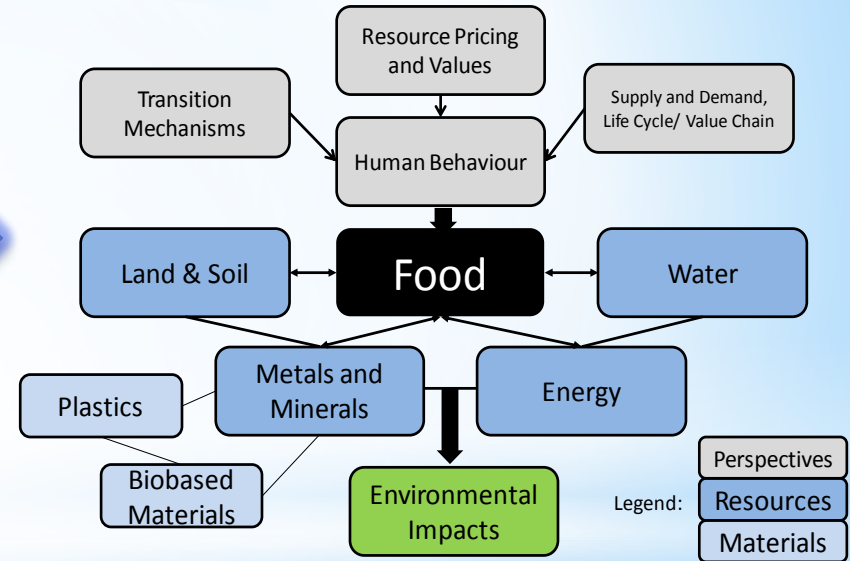 Resource Pricing
and Values
Transition
Mechanisms
Supply and Demand,
Life Cycle/ Value Chain
Human Behaviour
Land & Soil
Food
Water
Metals and
Minerals
Energy
Plastics
Biobased
Materials
Environmental
Impacts
Legend:
Perspectives
Resources
Materials